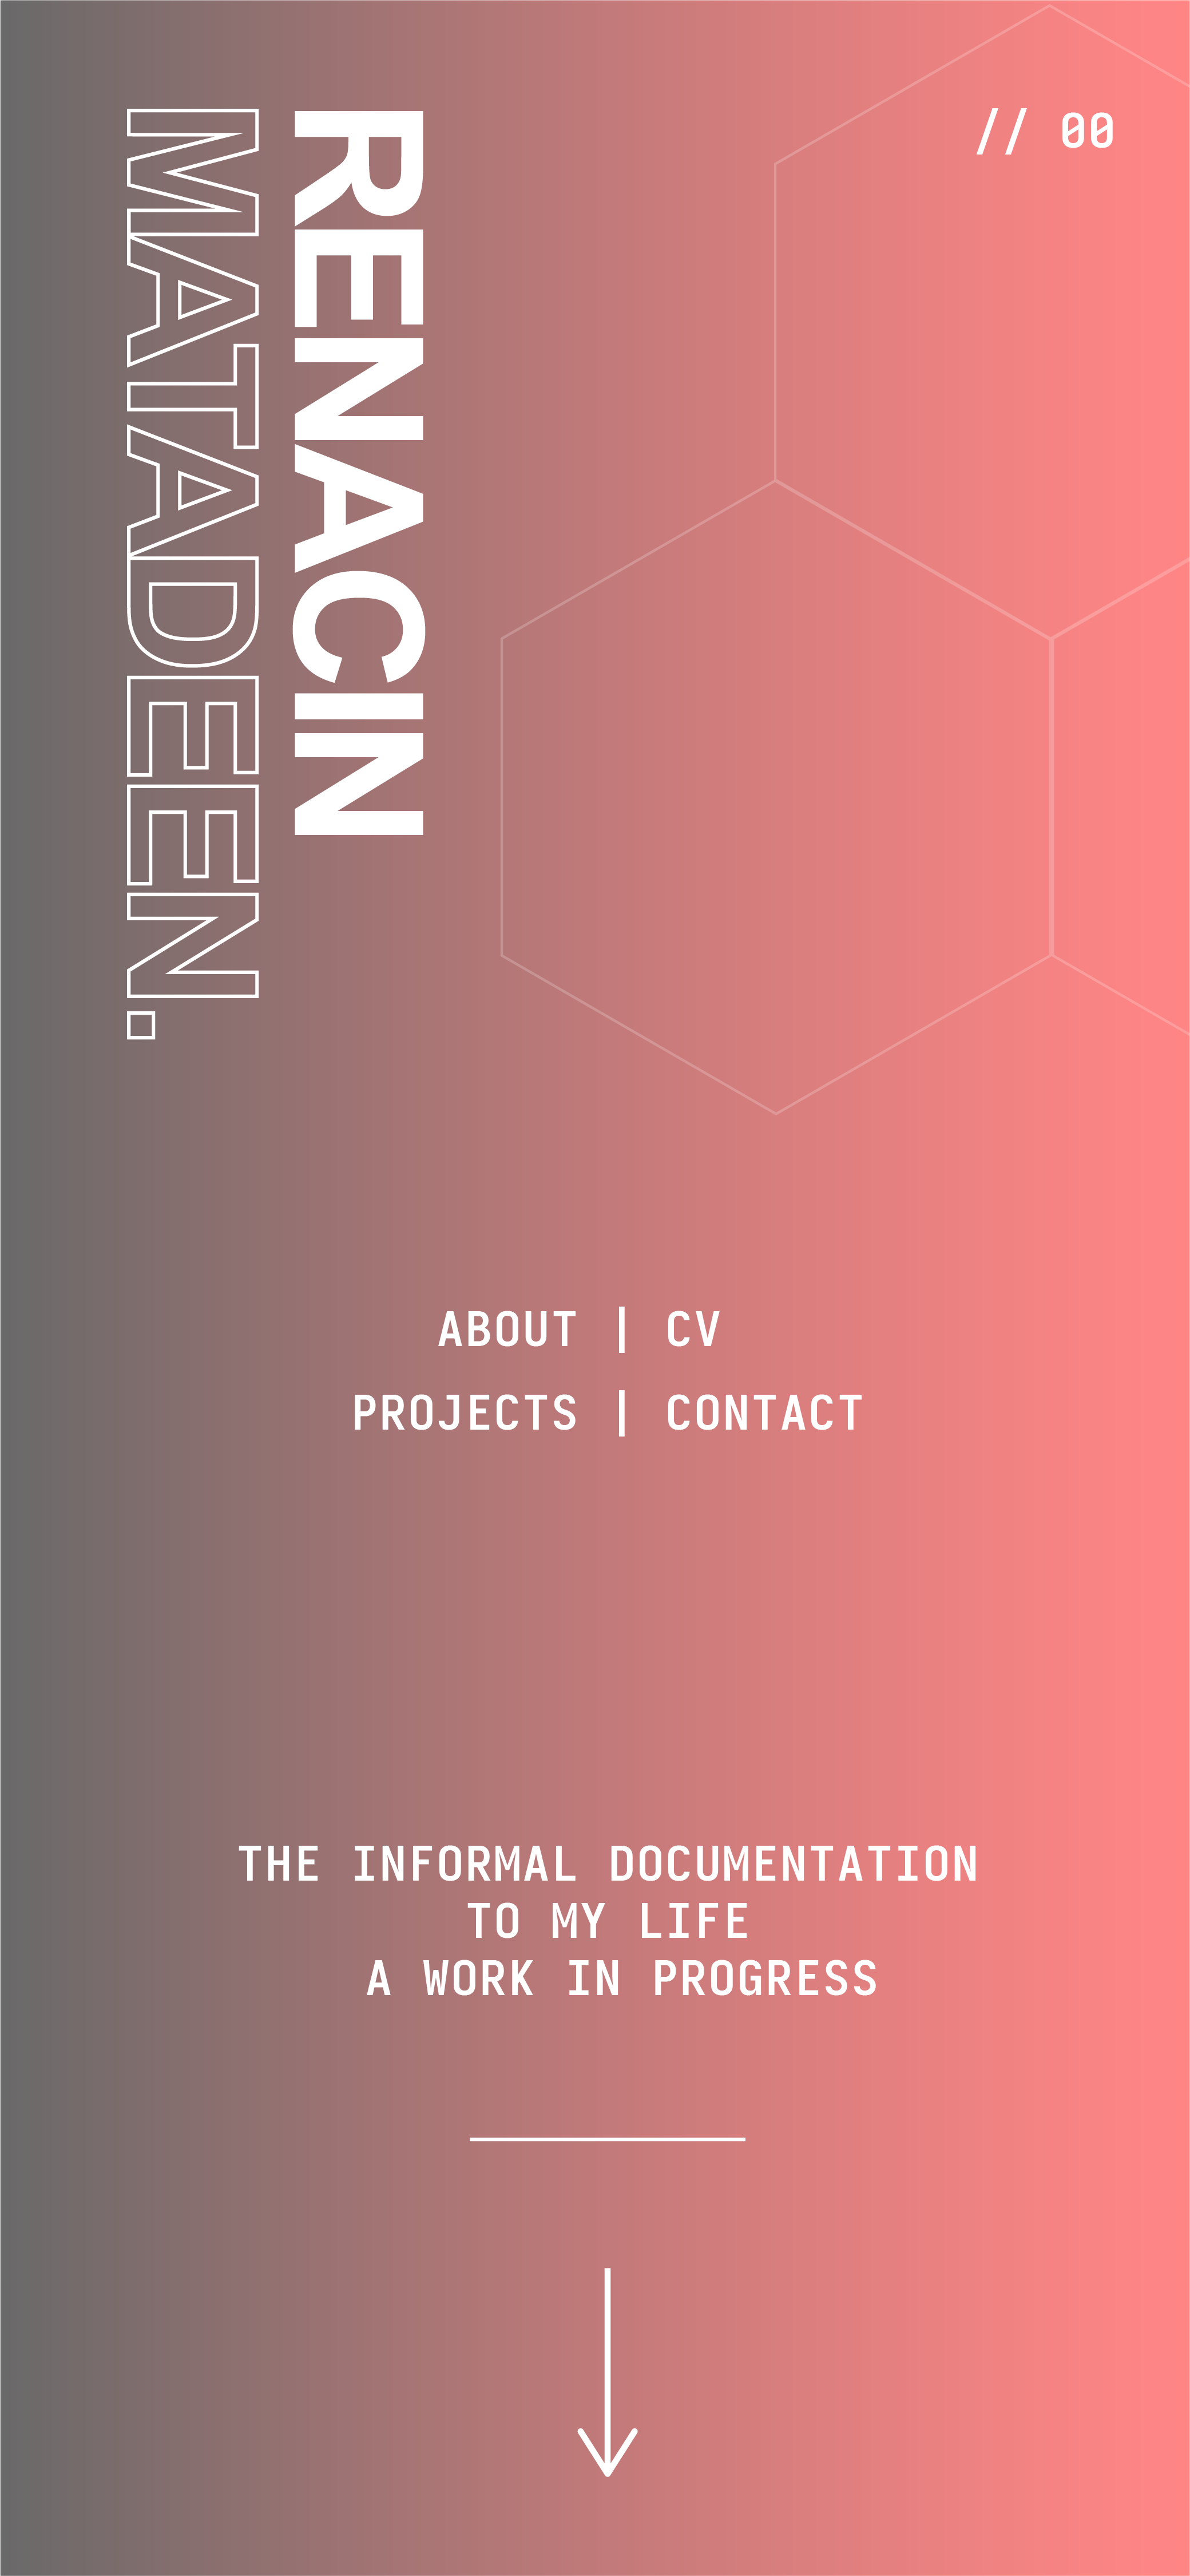 RENACIN
MATADEEN.
// 00
ABOUT | CV
PROJECTS | CONTACT
THE INFORMAL DOCUMENTATION
TO MY LIFE
A WORK IN PROGRESS